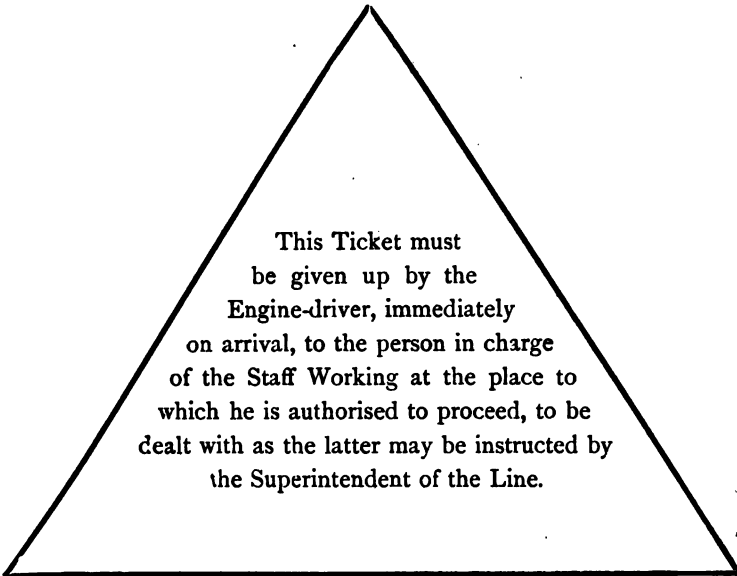 This Ticket must
be given up by the
Engine-driver, immediately
on arrival, to the person in charge
of the Staff Working at the place to
which he is authorised to proceed, to be
dealt with as the latter may be instructed by
the Superintendent of the Line.